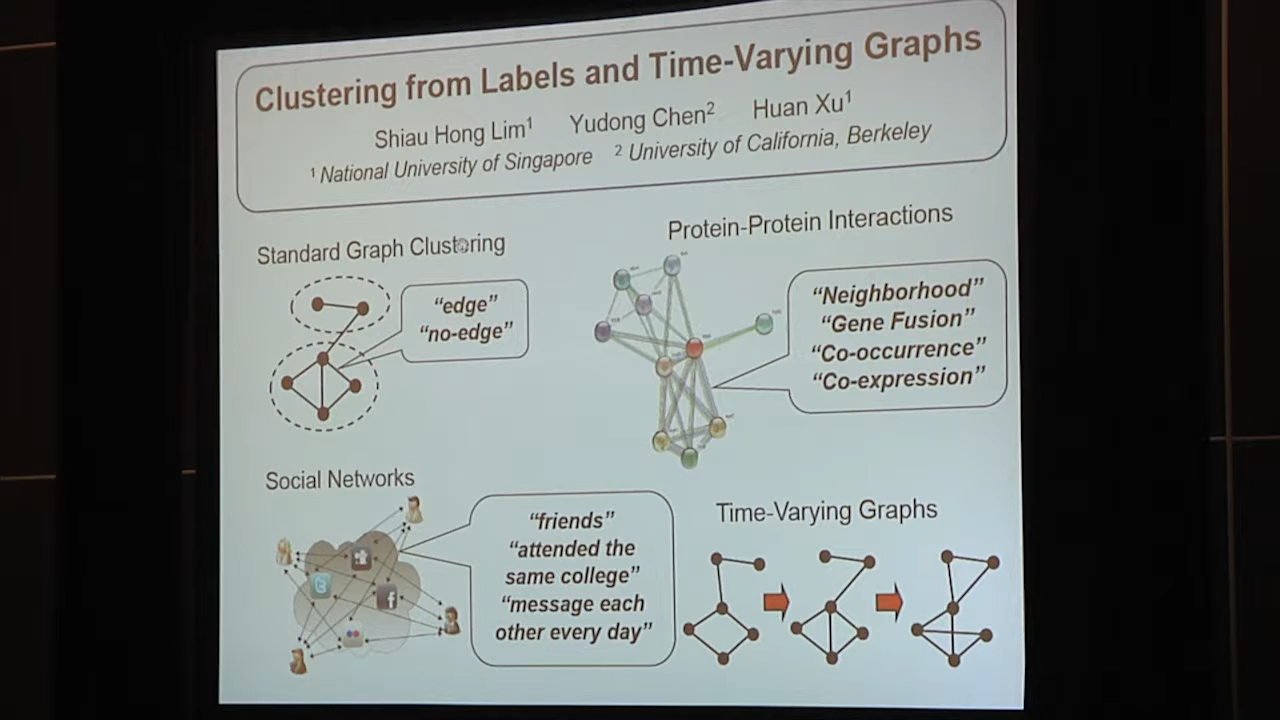 Clustering from Labels and Time-Varying Graphs
Shiau Hong Lim¹ Yudong Chen² Huan Xu¹
¹ National University of Singapore ² University of California, Berkeley
Standard Graph Clustering
"edge"
"no-edge"
Protein-Protein Interactions
"Neighborhood"
"Gene Fusion"
"Co-occurrence"
"Co-expression"
Social Networks
"friends"
"attended the
same college"
"message each
other every day"
Time-Varying Graphs